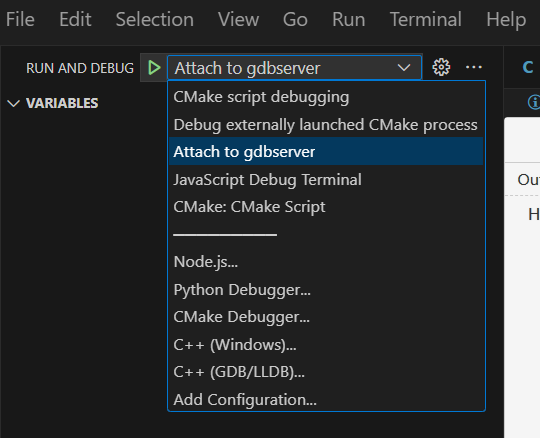 File Edit Selection View Go Run Terminal Help
RUN AND DEBUG Attach to gdbserver ...
C
VARIABLES
CMake script debugging
Debug externally launched CMake process
Attach to gdbserver
JavaScript Debug Terminal
CMake: CMake Script
Node.js...
Python Debugger...
CMake Debugger...
C++ (Windows)...
C++ (GDB/LLDB)...
Add Configuration...